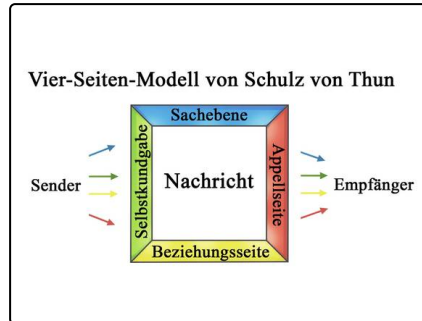 Vier-Seiten-Modell von Schulz von Thun
Sachebene
Sender
Selbstkundgabe
Nachricht
Appellseite
Empfänger
Beziehungsseite